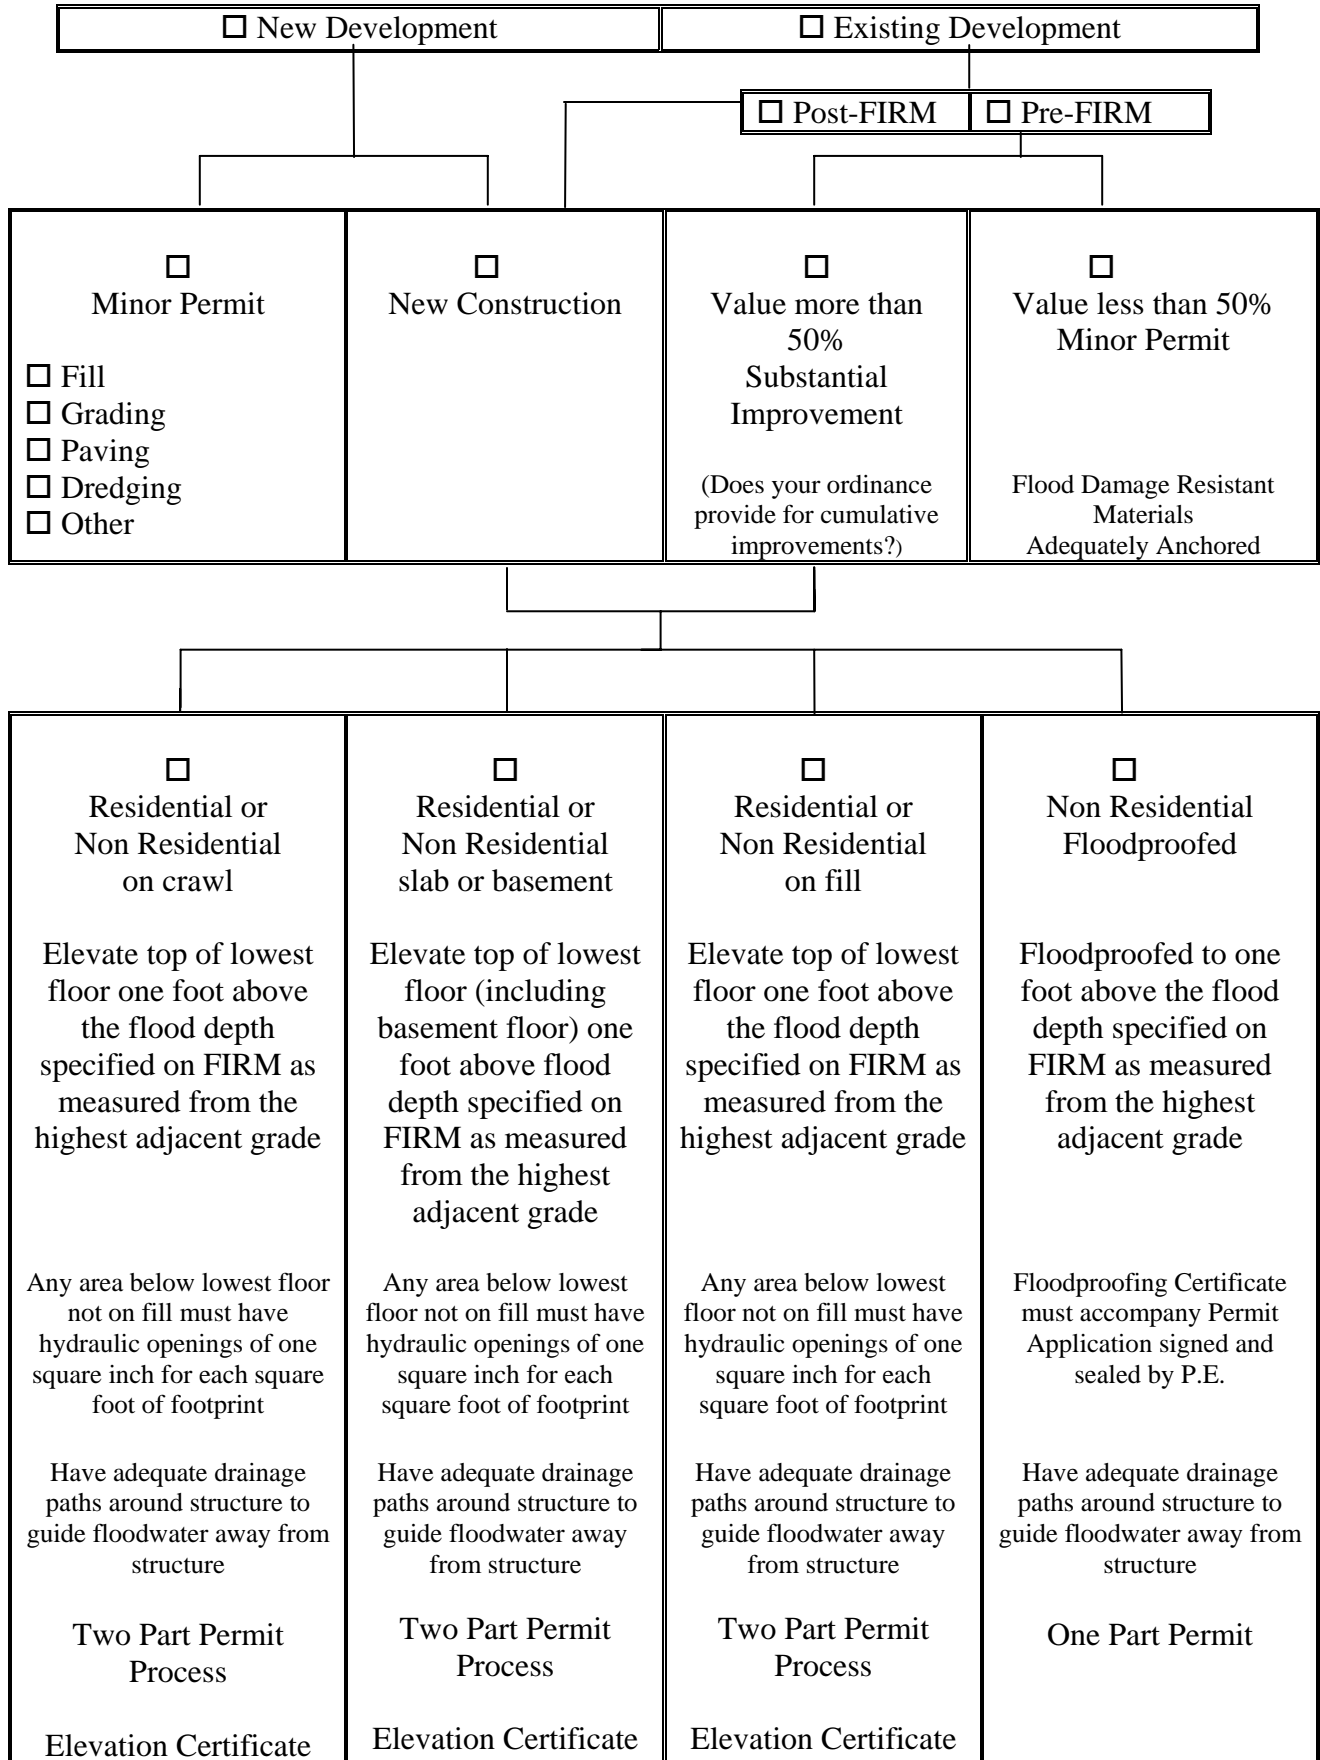 ☐ New Development
☐ Existing Development
☐ Post-FIRM
☐ Pre-FIRM
☐
Minor Permit
☐ Fill
☐ Grading
☐ Paving
☐ Dredging
☐ Other
☐
New Construction
☐
Value more than
50%
Substantial
Improvement
(Does your ordinance
provide for cumulative
improvements?)
☐
Value less than 50%
Minor Permit
Flood Damage Resistant
Materials
Adequately Anchored
☐
Residential or
Non Residential
on crawl
Elevate top of lowest
floor one foot above
the flood depth
specified on FIRM as
measured from the
highest adjacent grade
Any area below lowest floor
not on fill must have
hydraulic openings of one
square inch for each square
foot of footprint
Have adequate drainage
paths around structure to
guide floodwater away from
structure
Two Part Permit
Process
Elevation Certificate
☐
Residential or
Non Residential
slab or basement
Elevate top of lowest
floor (including
basement floor) one
foot above flood
depth specified on
FIRM as measured
from the highest
adjacent grade
Any area below lowest
floor not on fill must have
hydraulic openings of one
square inch for each
square foot of footprint
Have adequate drainage
paths around structure to
guide floodwater away
from structure
Two Part Permit
Process
Elevation Certificate
☐
Residential or
Non Residential
on fill
Elevate top of lowest
floor one foot above
the flood depth
specified on FIRM as
measured from the
highest adjacent grade
Any area below lowest
floor not on fill must have
hydraulic openings of one
square inch for each
square foot of footprint
Have adequate drainage
paths around structure to
guide floodwater away
from structure
Two Part Permit
Process
Elevation Certificate
☐
Non Residential
Floodproofed
Floodproofed to one
foot above the flood
depth specified on
FIRM as measured
from the highest
adjacent grade
Floodproofing Certificate
must accompany Permit
Application signed and
sealed by P.E.
Have adequate drainage
paths around structure to
guide floodwater away from
structure
One Part Permit